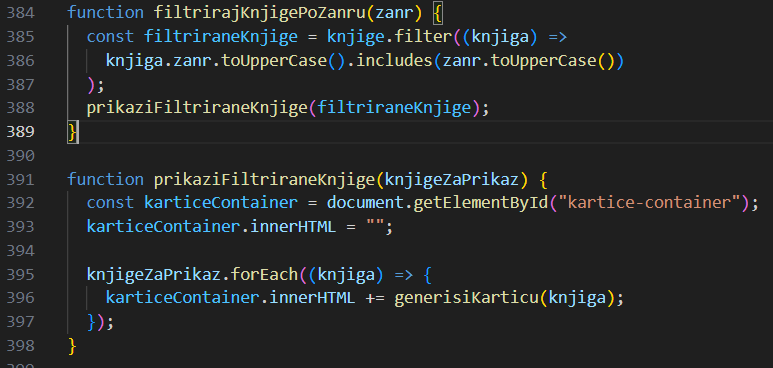 384 function filtrirajKnjigePoZanru(zanr) {
385   const filtriraneKnjige = knjige.filter((knjiga) =>
386     knjiga.zanr.toUpperCase().includes(zanr.toUpperCase())
387   );
388   prikaziFiltriraneKnjige(filtriraneKnjige);
389 }
390
391 function prikaziFiltriraneKnjige(knjigeZaPrikaz) {
392   const karticeContainer = document.getElementById("kartice-container");
393   karticeContainer.innerHTML = "";
394
395   knjigeZaPrikaz.forEach((knjiga) => {
396     karticeContainer.innerHTML += generisiKarticu(knjiga);
397   });
398 }